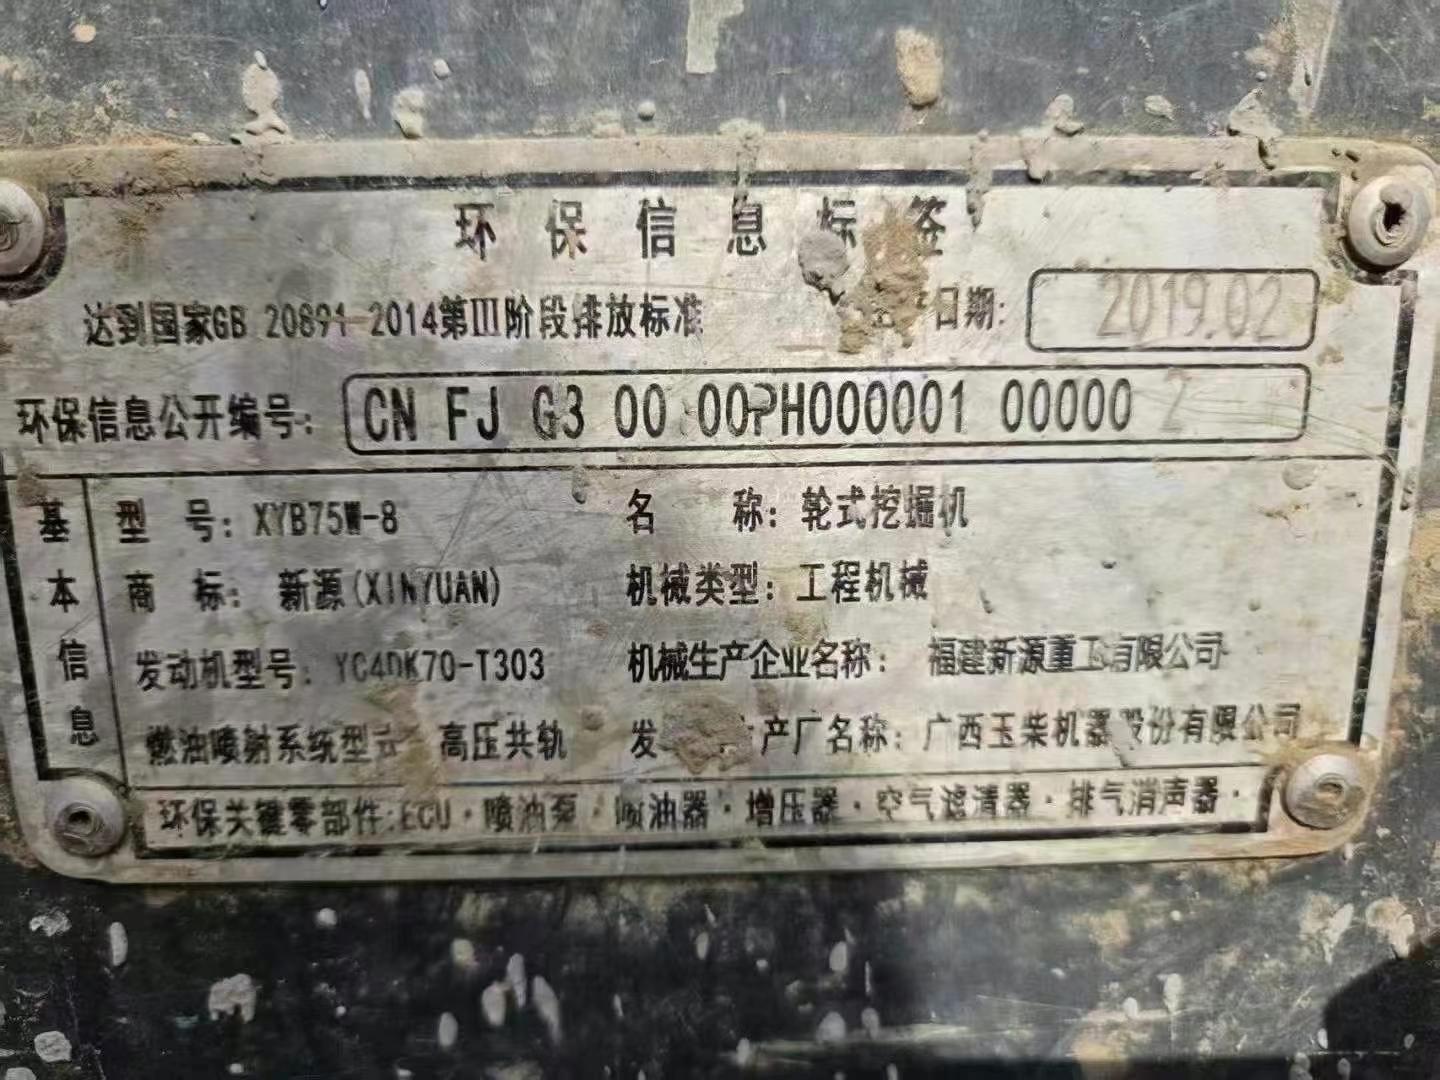 环保信息标签
达到国家GB 20891-2014第III阶段排放标准 日期: 2019.02
环保信息公开编号: CN FJ G3 00 00 PH000001 00000 2
基本信息
型号: XYB75W-8 名称: 轮式挖掘机
商标: 新源(XINYUAN) 机械类型: 工程机械
发动机型号: YC4DK70-T303 机械生产企业名称: 福建新源重工有限公司
燃油喷射系统型式 高压共轨 发 产厂名称: 广西玉柴机器股份有限公司
环保关键零部件:ECU·喷油泵·喷油器·增压器·空气滤清器·排气消声器·